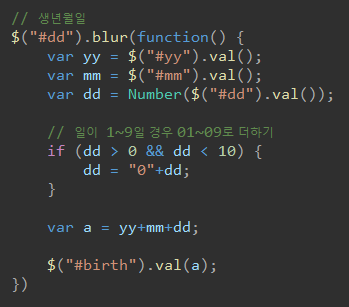 // 생년월일
$("#dd").blur(function() {
    var yy = $("#yy").val();
    var mm = $("#mm").val();
    var dd = Number($("#dd").val());

    // 일이 1~9일 경우 01~09로 더하기
    if (dd > 0 && dd < 10) {
        dd = "0"+dd;
    }

    var a = yy+mm+dd;

    $("#birth").val(a);
})